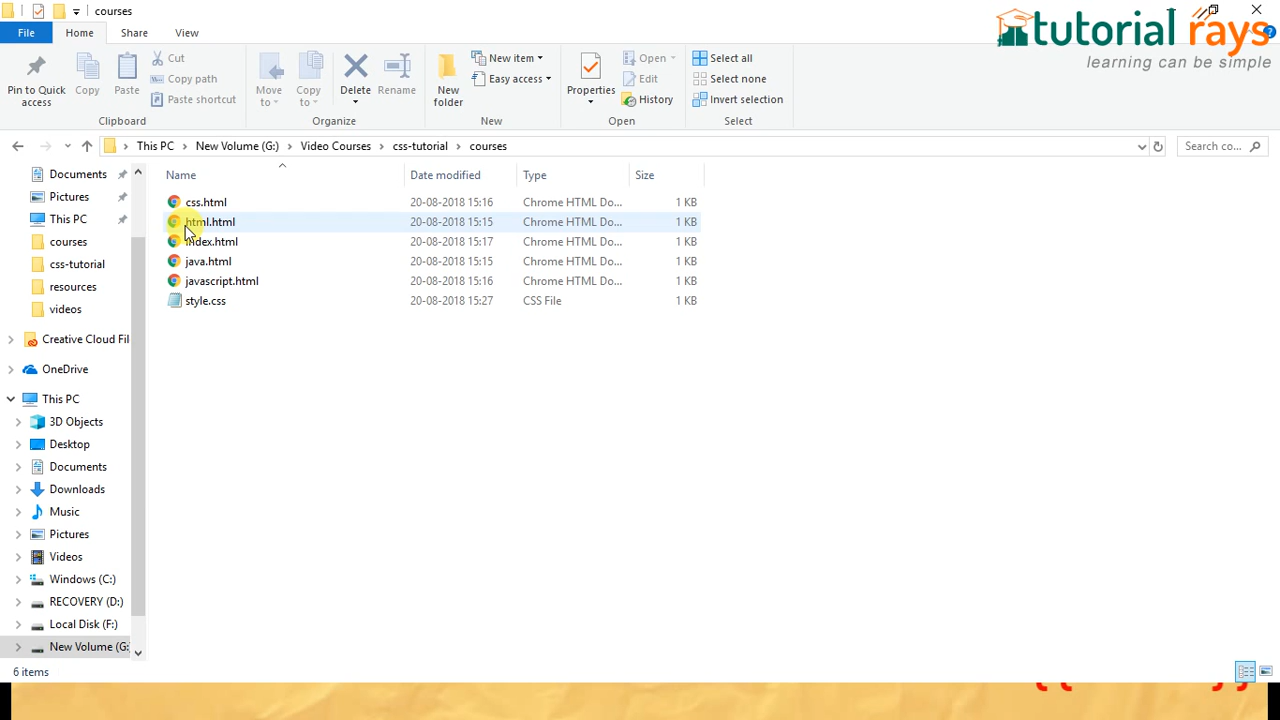 courses
File Home Share View
tutorial rays
learning can be simple
Pin to Quick access
Copy
Paste
Cut
Copy path
Paste shortcut
Clipboard
Move to
Copy to
Delete
Rename
Organize
New folder
New item
Easy access
New
Properties
Open
Edit
History
Open
Select all
Select none
Invert selection
Select
This PC New Volume (G:) Video Courses css-tutorial courses
Search co...
Documents
Pictures
This PC
courses
css-tutorial
resources
videos
Creative Cloud Fil
OneDrive
This PC
3D Objects
Desktop
Documents
Downloads
Music
Pictures
Videos
Windows (C:)
RECOVERY (D:)
Local Disk (F:)
New Volume (G:
Name Date modified Type Size
css.html 20-08-2018 15:16 Chrome HTML Do... 1 KB
html.html 20-08-2018 15:15 Chrome HTML Do... 1 KB
index.html 20-08-2018 15:17 Chrome HTML Do... 1 KB
java.html 20-08-2018 15:15 Chrome HTML Do... 1 KB
javascript.html 20-08-2018 15:16 Chrome HTML Do... 1 KB
style.css 20-08-2018 15:27 CSS File 1 KB
6 items